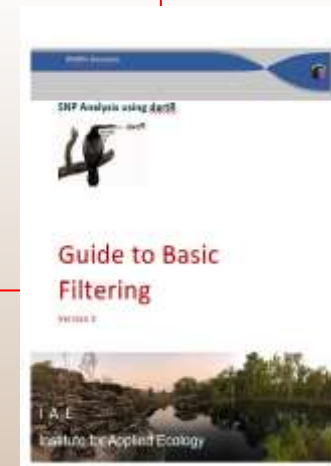 SNP Analysis using dartR
Guide to Basic
Filtering
I A E
Institute for Applied Ecology